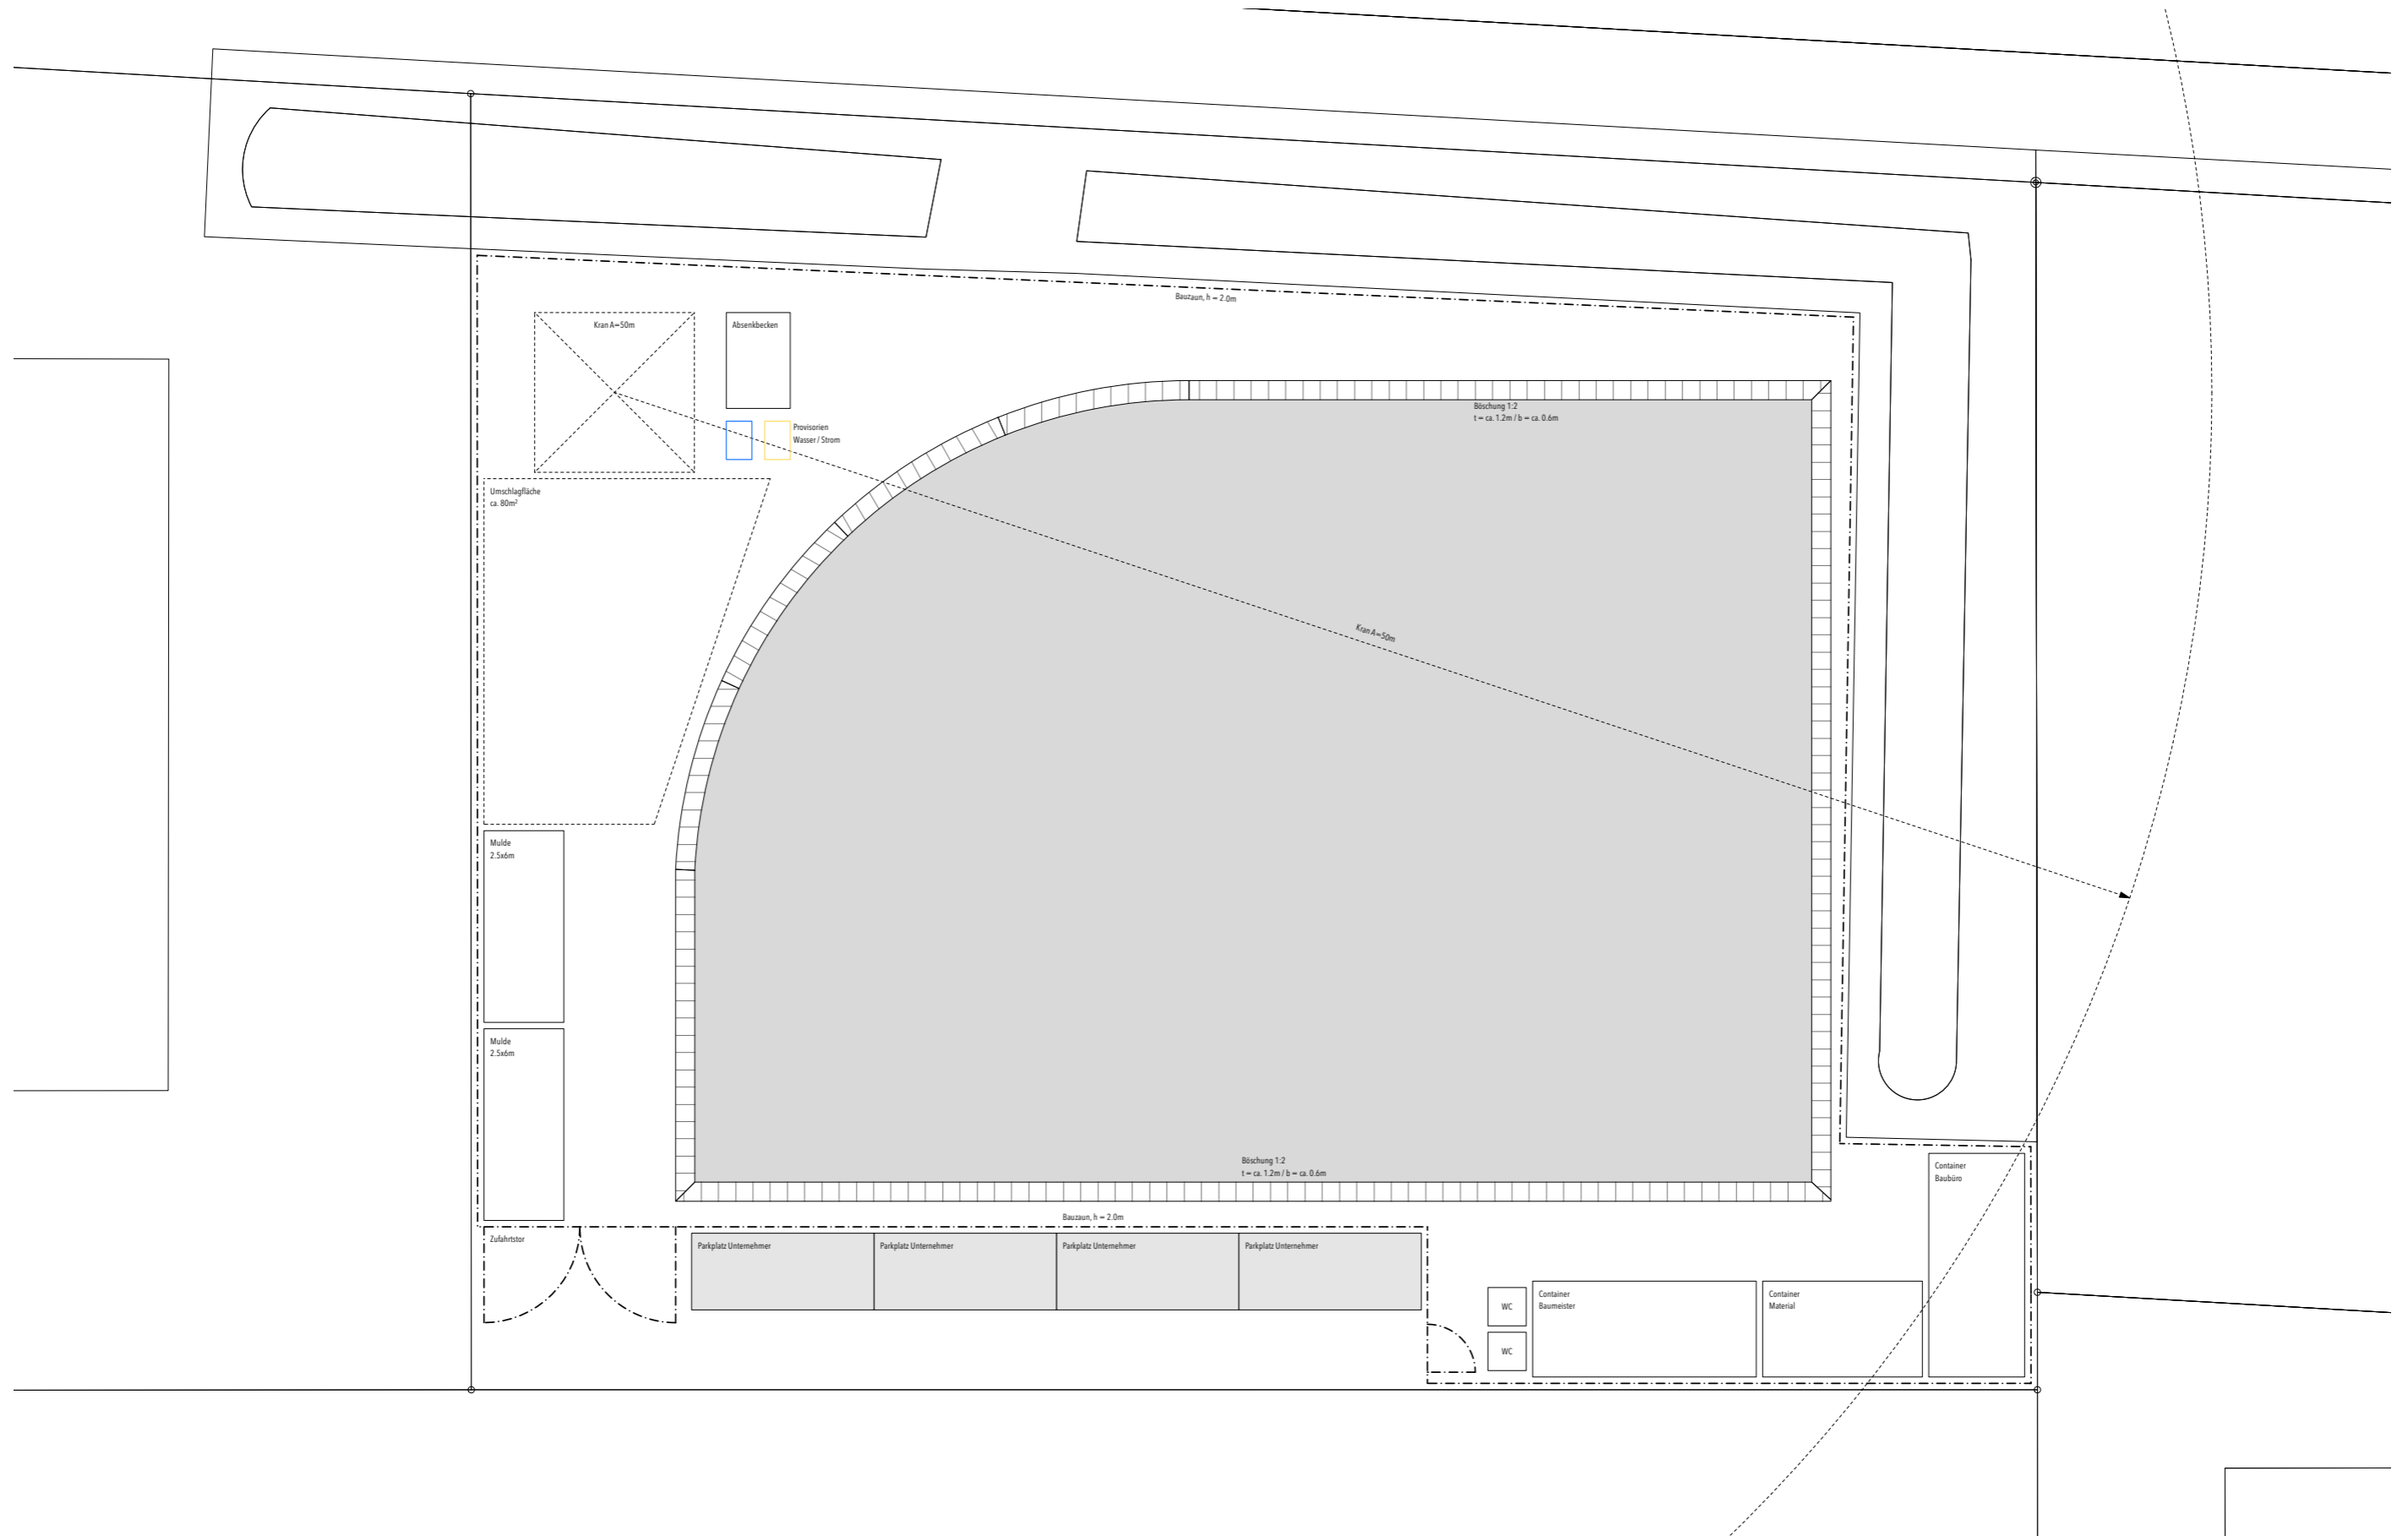 Bauzaun, h = 2.0m
Kran A=50m
Absenkbecken
Provisorien
Wasser / Strom
Böschung 1:2
t = ca. 1.2m / b = ca. 0.6m
Umschlagfläche
ca. 80m²
Kran A=50m
Mulde
2.5x6m
Mulde
2.5x6m
Böschung 1:2
t = ca. 1.2m / b = ca. 0.6m
Container
Baubüro
Bauzaun, h = 2.0m
Zufahrtstor
Parkplatz Unternehmer
Parkplatz Unternehmer
Parkplatz Unternehmer
Parkplatz Unternehmer
WC
WC
Container
Baumeister
Container
Material